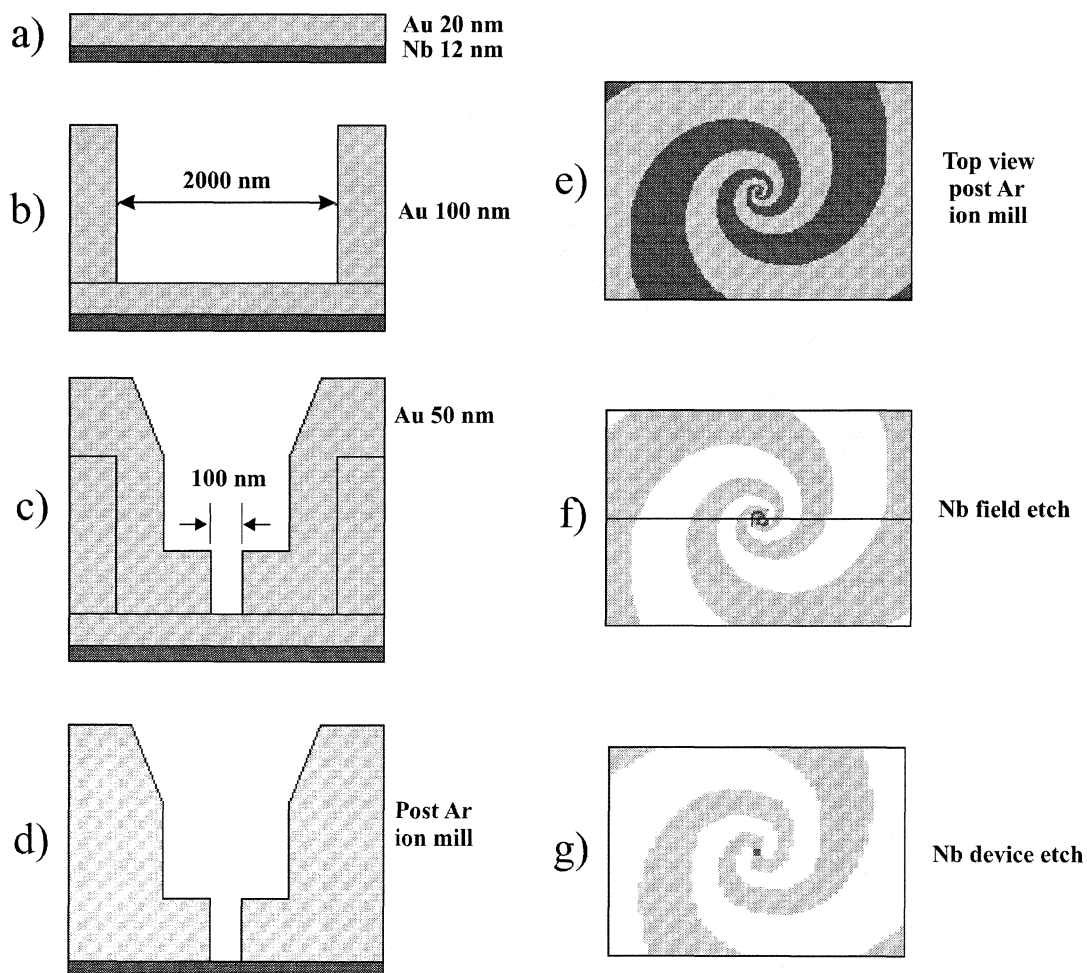 a)
Au 20 nm
Nb 12 nm
b)
2000 nm
Au 100 nm
c)
100 nm
Au 50 nm
d)
Post Ar
ion mill
e)
Top view
post Ar
ion mill
f)
Nb field etch
g)
Nb device etch